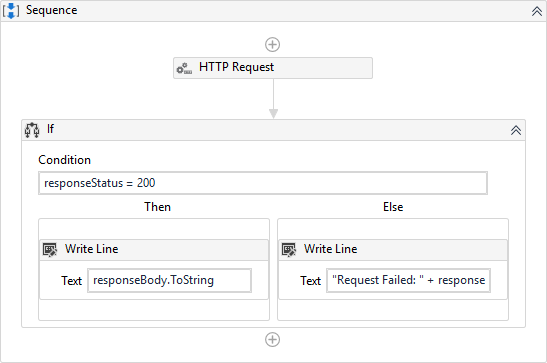 Sequence
HTTP Request
If
Condition
responseStatus = 200
Then
Else
Write Line
Write Line
Text
responseBody.ToString
Text
"Request Failed: " + response